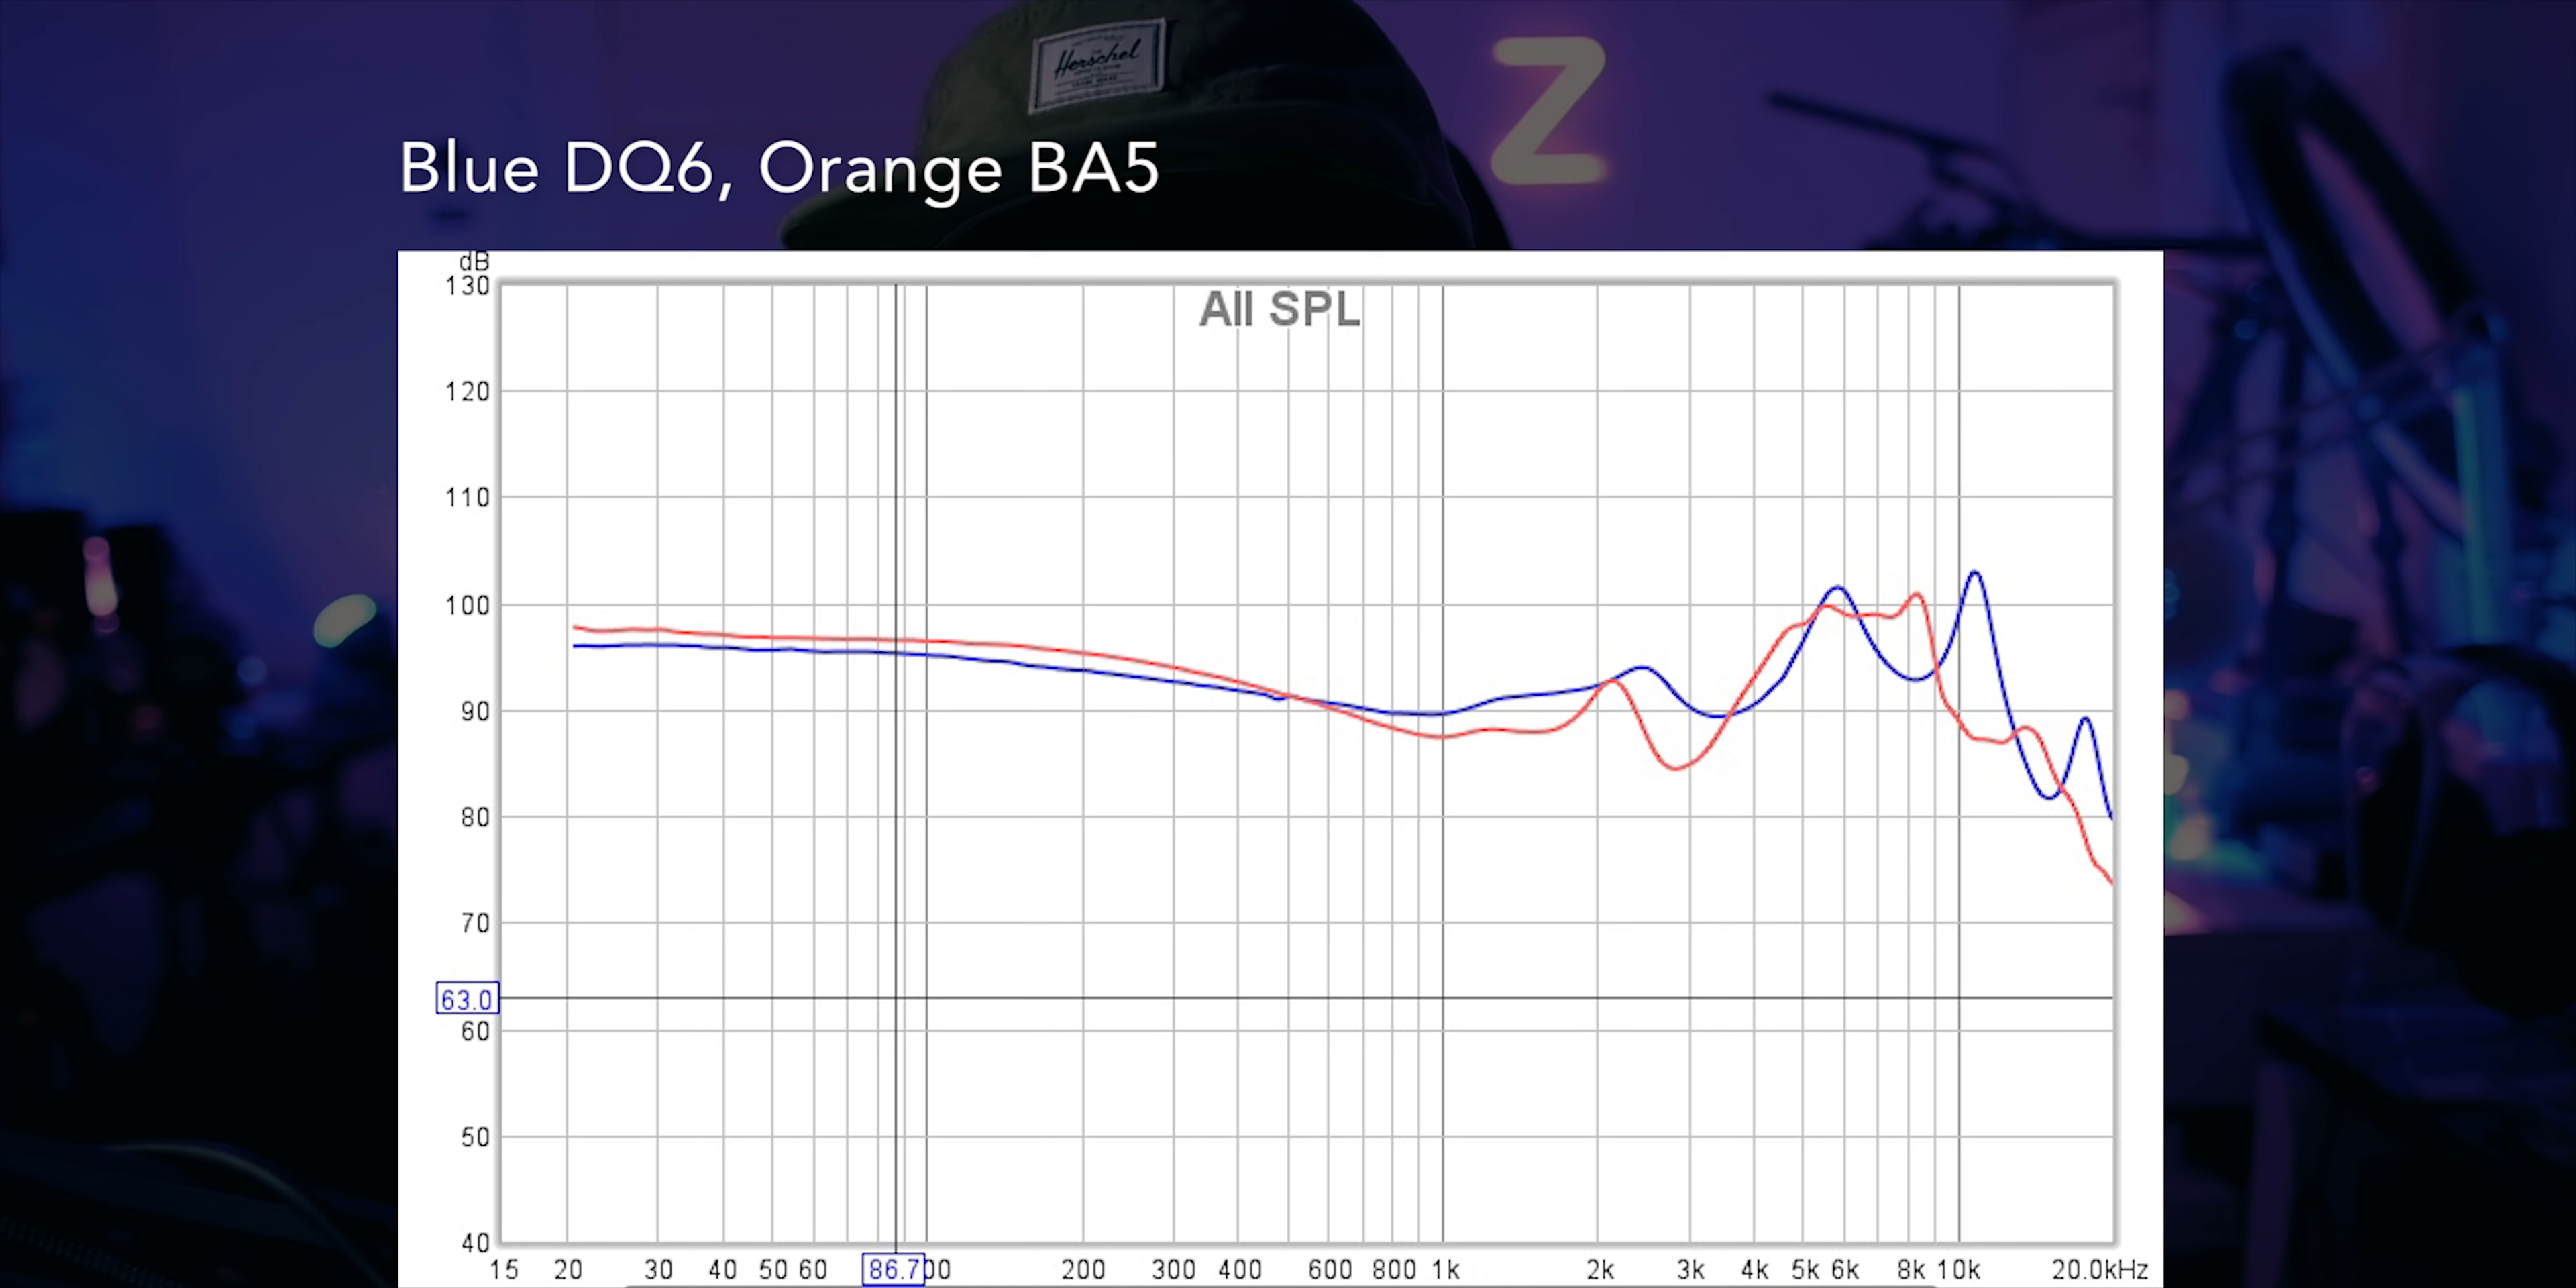 Herschel
Z
Blue DQ6, Orange BA5
dB
All SPL
130
120
110
100
90
80
70
63.0
60
50
40
15 20 30 40 50 60 86.7 00 200 300 400 600 800 1k 2k 3k 4k 5k 6k 8k 10k 20.0kHz